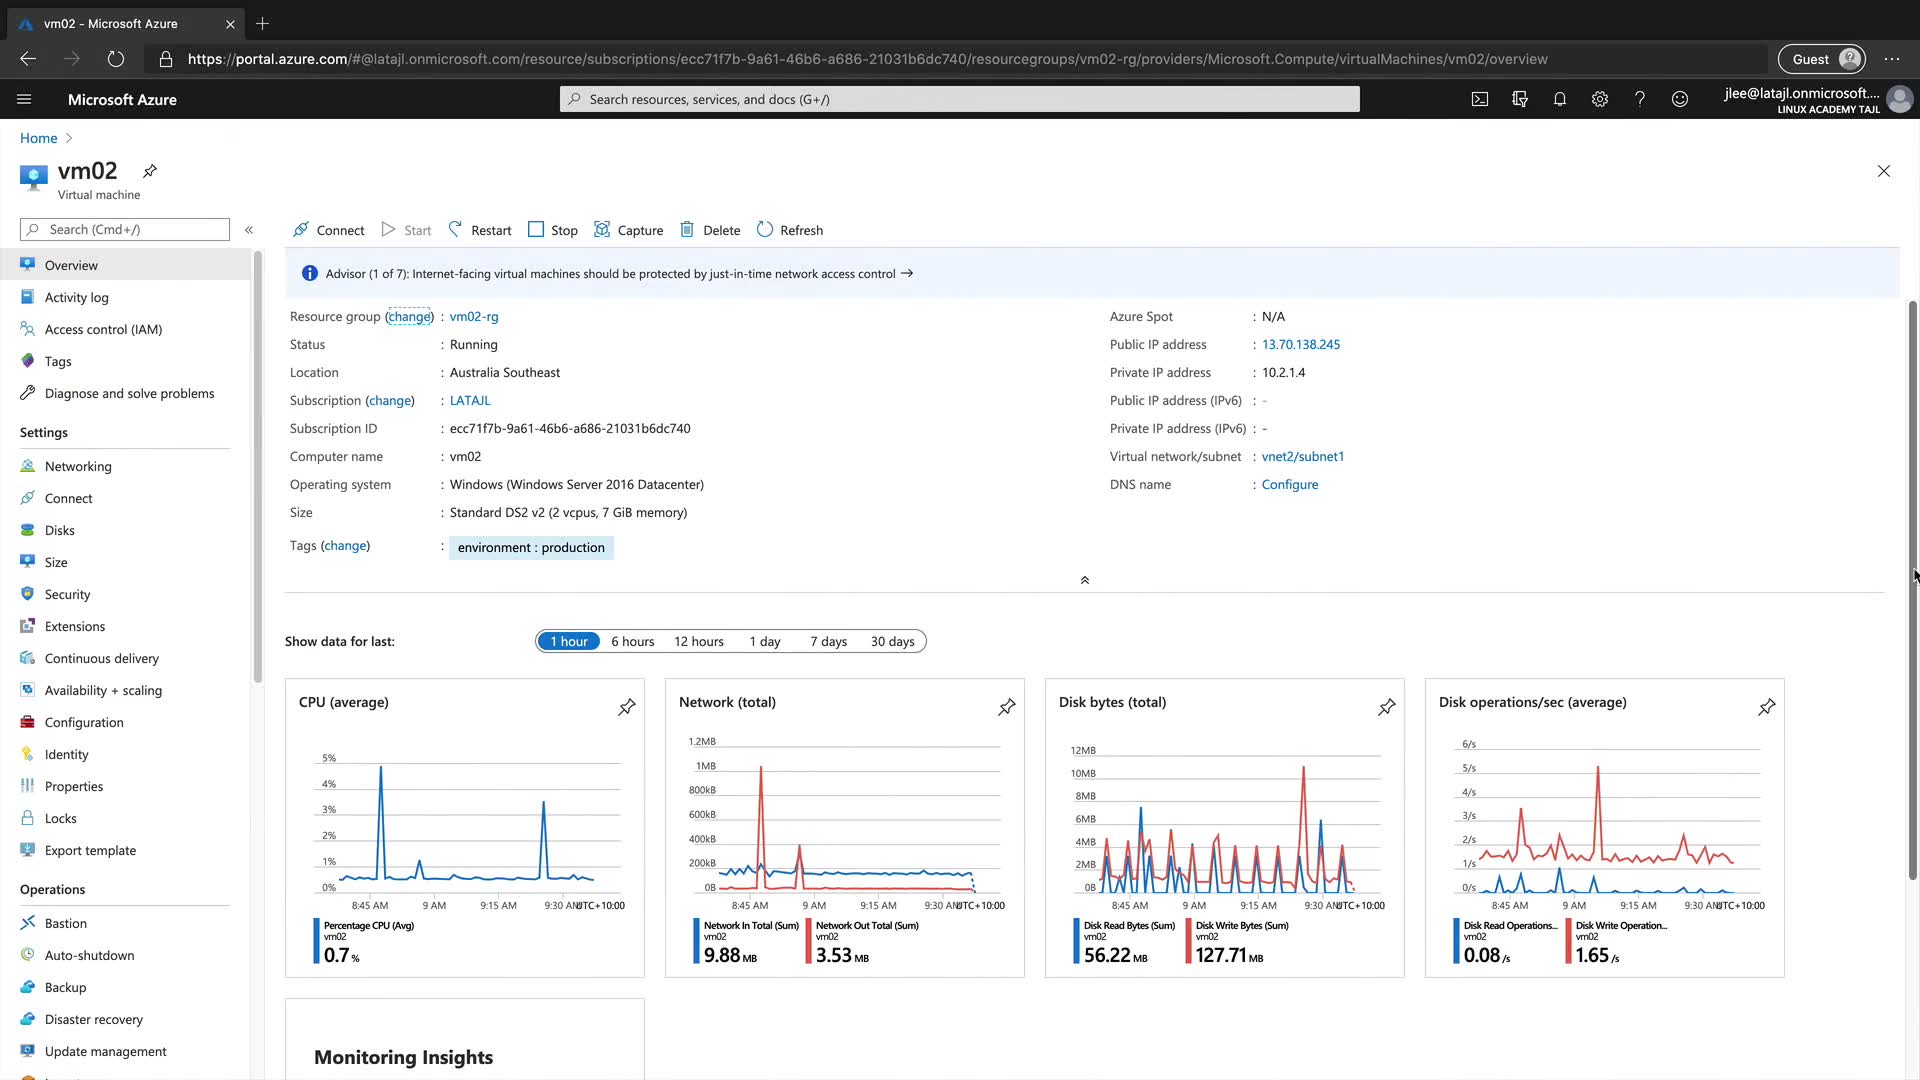 vm02 - Microsoft Azure
https://portal.azure.com/#@latajl.onmicrosoft.com/resource/subscriptions/ecc71f7b-9a61-46b6-a686-21031b6dc740/resourcegroups/vm02-rg/providers/Microsoft.Compute/virtualMachines/vm02/overview
Guest
Microsoft Azure
Search resources, services, and docs (G+/)
jlee@latajl.onmicrosoft....
LINUX ACADEMY TAJL
Home
vm02
Virtual machine
Search (Cmd+/)
Connect Start Restart Stop Capture Delete Refresh
Overview
Activity log
Access control (IAM)
Tags
Diagnose and solve problems
Settings
Networking
Connect
Disks
Size
Security
Extensions
Continuous delivery
Availability + scaling
Configuration
Identity
Properties
Locks
Export template
Operations
Bastion
Auto-shutdown
Backup
Disaster recovery
Update management
Advisor (1 of 7): Internet-facing virtual machines should be protected by just-in-time network access control →
Resource group (change) : vm02-rg
Status : Running
Location : Australia Southeast
Subscription (change) : LATAJL
Subscription ID : ecc71f7b-9a61-46b6-a686-21031b6dc740
Computer name : vm02
Operating system : Windows (Windows Server 2016 Datacenter)
Size : Standard DS2 v2 (2 vcpus, 7 GiB memory)
Tags (change) : environment : production
Azure Spot : N/A
Public IP address : 13.70.138.245
Private IP address : 10.2.1.4
Public IP address (IPv6) : -
Private IP address (IPv6) : -
Virtual network/subnet : vnet2/subnet1
DNS name : Configure
Show data for last: 1 hour 6 hours 12 hours 1 day 7 days 30 days
CPU (average)
5%
4%
3%
2%
1%
0%
8:45 AM 9 AM 9:15 AM 9:30 AM UTC+10:00
Percentage CPU (Avg)
vm02
0.7 %
Network (total)
1.2MB
1MB
800kB
600kB
400kB
200kB
0B
8:45 AM 9 AM 9:15 AM 9:30 AM UTC+10:00
Network In Total (Sum) Network Out Total (Sum)
vm02 vm02
9.88 MB 3.53 MB
Disk bytes (total)
12MB
10MB
8MB
6MB
4MB
2MB
0B
8:45 AM 9 AM 9:15 AM 9:30 AM UTC+10:00
Disk Read Bytes (Sum) Disk Write Bytes (Sum)
vm02 vm02
56.22 MB 127.71 MB
Disk operations/sec (average)
6/s
5/s
4/s
3/s
2/s
1/s
0/s
8:45 AM 9 AM 9:15 AM 9:30 AM UTC+10:00
Disk Read Operations... Disk Write Operation...
vm02 vm02
0.08 /s 1.65 /s
Monitoring Insights